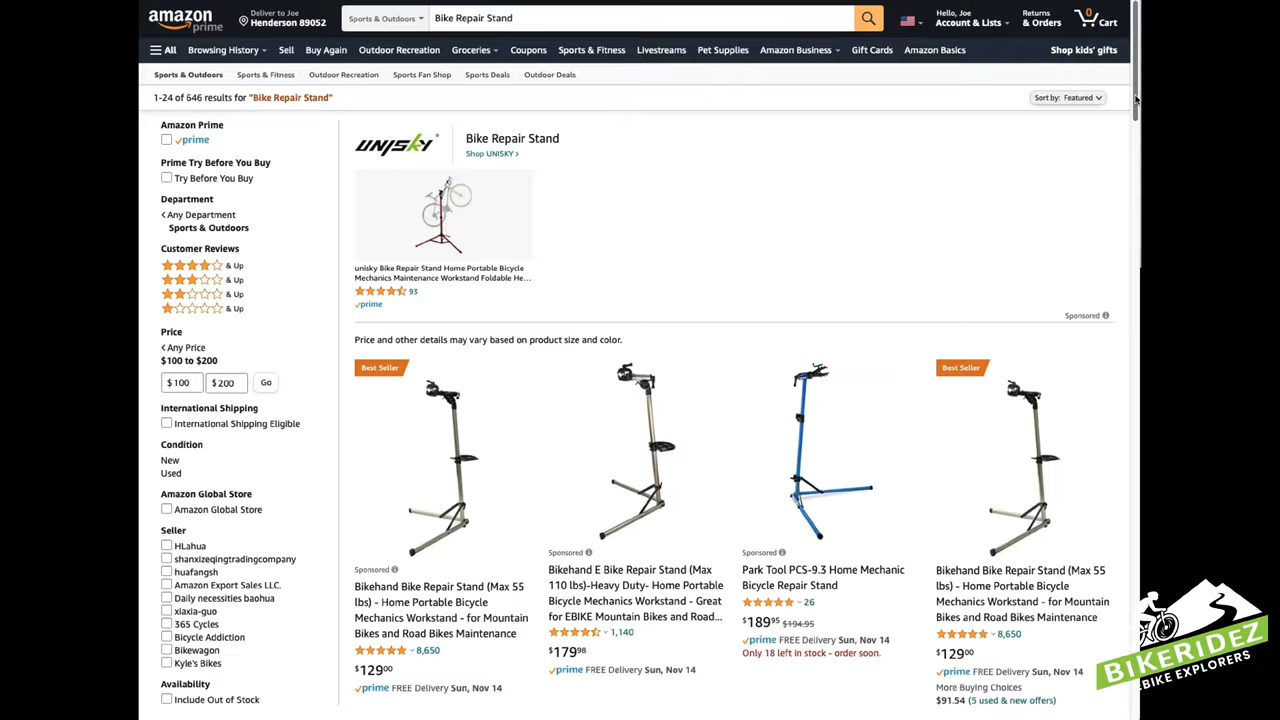 amazon
prime
Deliver to Joe
Henderson 89052
Sports & Outdoors
Bike Repair Stand
Hello, Joe
Account & Lists
Returns
& Orders
0
Cart
All
Browsing History
Sell
Buy Again
Outdoor Recreation
Groceries
Coupons
Sports & Fitness
Livestreams
Pet Supplies
Amazon Business
Gift Cards
Amazon Basics
Shop kids' gifts
Sports & Outdoors
Sports & Fitness
Outdoor Recreation
Sports Fan Shop
Sports Deals
Outdoor Deals
1-24 of 646 results for "Bike Repair Stand"
Sort by: Featured
Amazon Prime
prime
Prime Try Before You Buy
Try Before You Buy
Department
Any Department
Sports & Outdoors
Customer Reviews
& Up
& Up
& Up
& Up
Price
Any Price
$100 to $200
$ 100
$ 200
Go
International Shipping
International Shipping Eligible
Condition
New
Used
Amazon Global Store
Amazon Global Store
Seller
HLahua
shanxizeqingtradingcompany
huafangsh
Amazon Export Sales LLC.
Daily necessities baohua
xiaxia-guo
365 Cycles
Bicycle Addiction
Bikewagon
Kyle's Bikes
Availability
Include Out of Stock
UNISKY
Bike Repair Stand
Shop UNISKY ›
unisky Bike Repair Stand Home Portable Bicycle
Mechanics Maintenance Workstand Foldable He...
93
prime
Sponsored
Price and other details may vary based on product size and color.
Best Seller
Sponsored
Bikehand Bike Repair Stand (Max 55
lbs) - Home Portable Bicycle
Mechanics Workstand - for Mountain
Bikes and Road Bikes Maintenance
8,650
$129.00
prime FREE Delivery Sun, Nov 14
Sponsored
Bikehand E Bike Repair Stand (Max
110 lbs)-Heavy Duty- Home Portable
Bicycle Mechanics Workstand - Great
for EBIKE Mountain Bikes and Road...
1,140
$179.98
prime FREE Delivery Sun, Nov 14
Sponsored
Park Tool PCS-9.3 Home Mechanic
Bicycle Repair Stand
26
$189.95 $194.95
prime FREE Delivery Sun, Nov 14
Only 18 left in stock - order soon.
Best Seller
Bikehand Bike Repair Stand (Max 55
lbs) - Home Portable Bicycle
Mechanics Workstand - for Mountain
Bikes and Road Bikes Maintenance
8,650
$129.00
prime FREE Delivery Sun, Nov 14
More Buying Choices
$91.54 (5 used & new offers)
BIKERIDEZ
EBIKE EXPLORERS